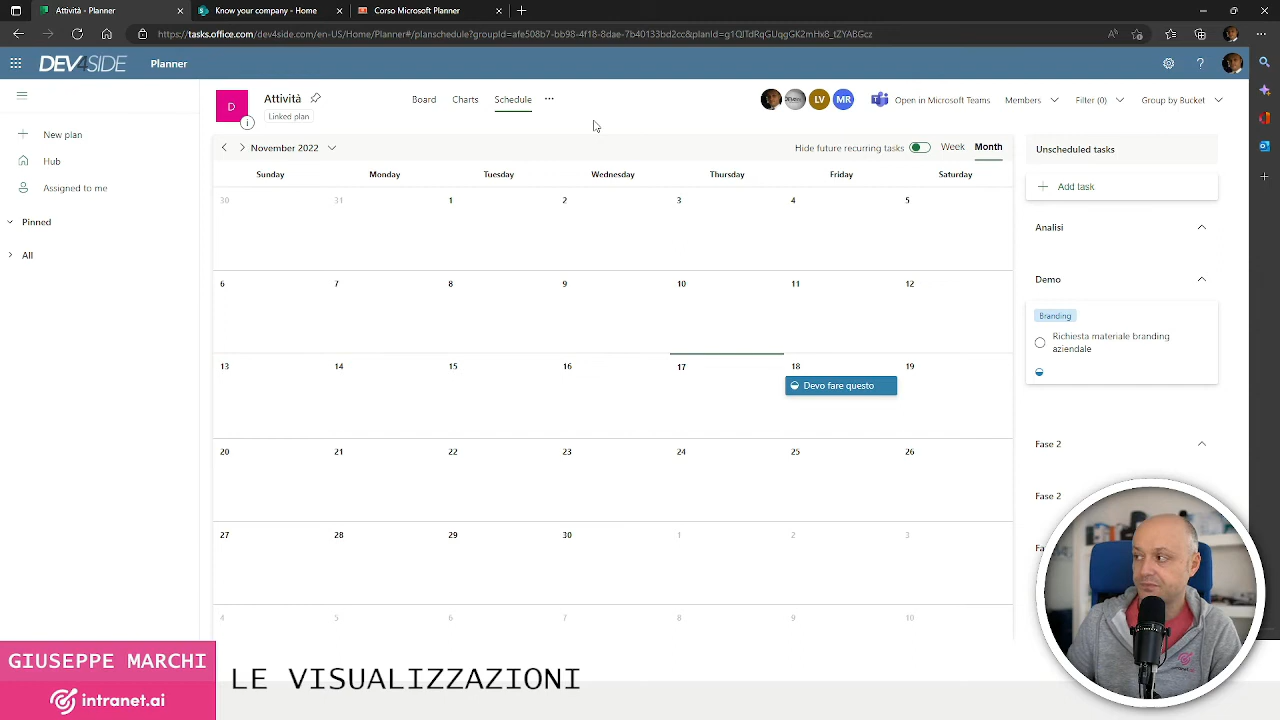 Attività - Planner
Know your company - Home
Corso Microsoft Planner
https://tasks.office.com/dev4side.com/en-US/Home/Planner#/planschedule?groupId=afe508b7-bb98-4f18-8dae-7b40133bd2cc&planId=g1QJTdRqGUqgGK2mHx8_tZYABGcC
DEV4SIDE
Planner
?
D
Attività
Linked plan
Board
Charts
Schedule
LV
MR
Open in Microsoft Teams
Members
Filter (0)
Group by Bucket
New plan
Hub
Assigned to me
Pinned
All
November 2022
Hide future recurring tasks
Week
Month
Sunday Monday Tuesday Wednesday Thursday Friday Saturday
30 31 1 2 3 4 5
6 7 8 9 10 11 12
13 14 15 16 17 18 19
Devo fare questo
20 21 22 23 24 25 26
27 28 29 30 1 2 3
4 5 6 7 8 9 10
Unscheduled tasks
Add task
Analisi
Demo
Branding
Richiesta materiale branding
aziendale
Fase 2
Fase 2
GIUSEPPE MARCHI
intranet.ai
LE VISUALIZZAZIONI